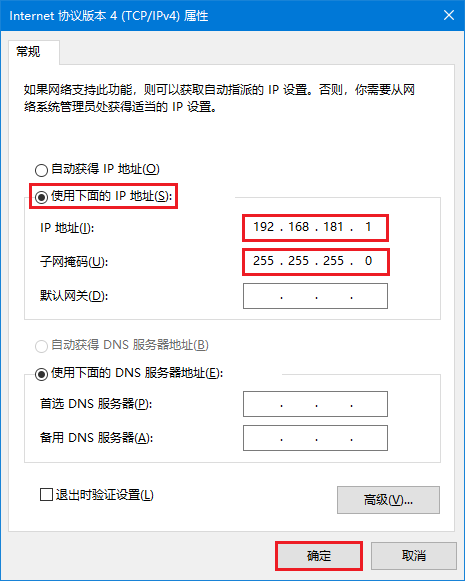 Internet 协议版本 4 (TCP/IPv4) 属性
常规
如果网络支持此功能，则可以获取自动指派的 IP 设置。否则，你需要从网
络系统管理员处获得适当的 IP 设置。
自动获得 IP 地址(O)
使用下面的 IP 地址(S):
IP 地址(I): 192 . 168 . 181 . 1
子网掩码(U): 255 . 255 . 255 . 0
默认网关(D): . . .
自动获得 DNS 服务器地址(B)
使用下面的 DNS 服务器地址(E):
首选 DNS 服务器(P): . . .
备用 DNS 服务器(A): . . .
退出时验证设置(L) 高级(V)...
确定 取消